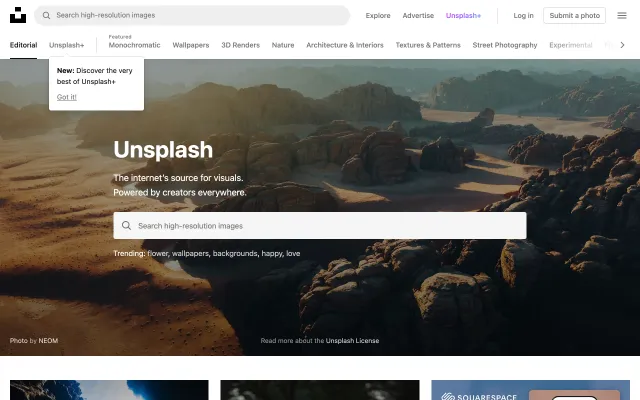 Search high-resolution images
Explore
Advertise
Unsplash+
Log in
Submit a photo
Editorial
Unsplash+
Featured
Monochromatic
Wallpapers
3D Renders
Nature
Architecture & Interiors
Textures & Patterns
Street Photography
Experimental
New: Discover the very
best of Unsplash+
Got it!
Unsplash
The internet's source for visuals.
Powered by creators everywhere.
Search high-resolution images
Trending: flower, wallpapers, backgrounds, happy, love
Photo by NEOM
Read more about the Unsplash License
SQUARESPACE